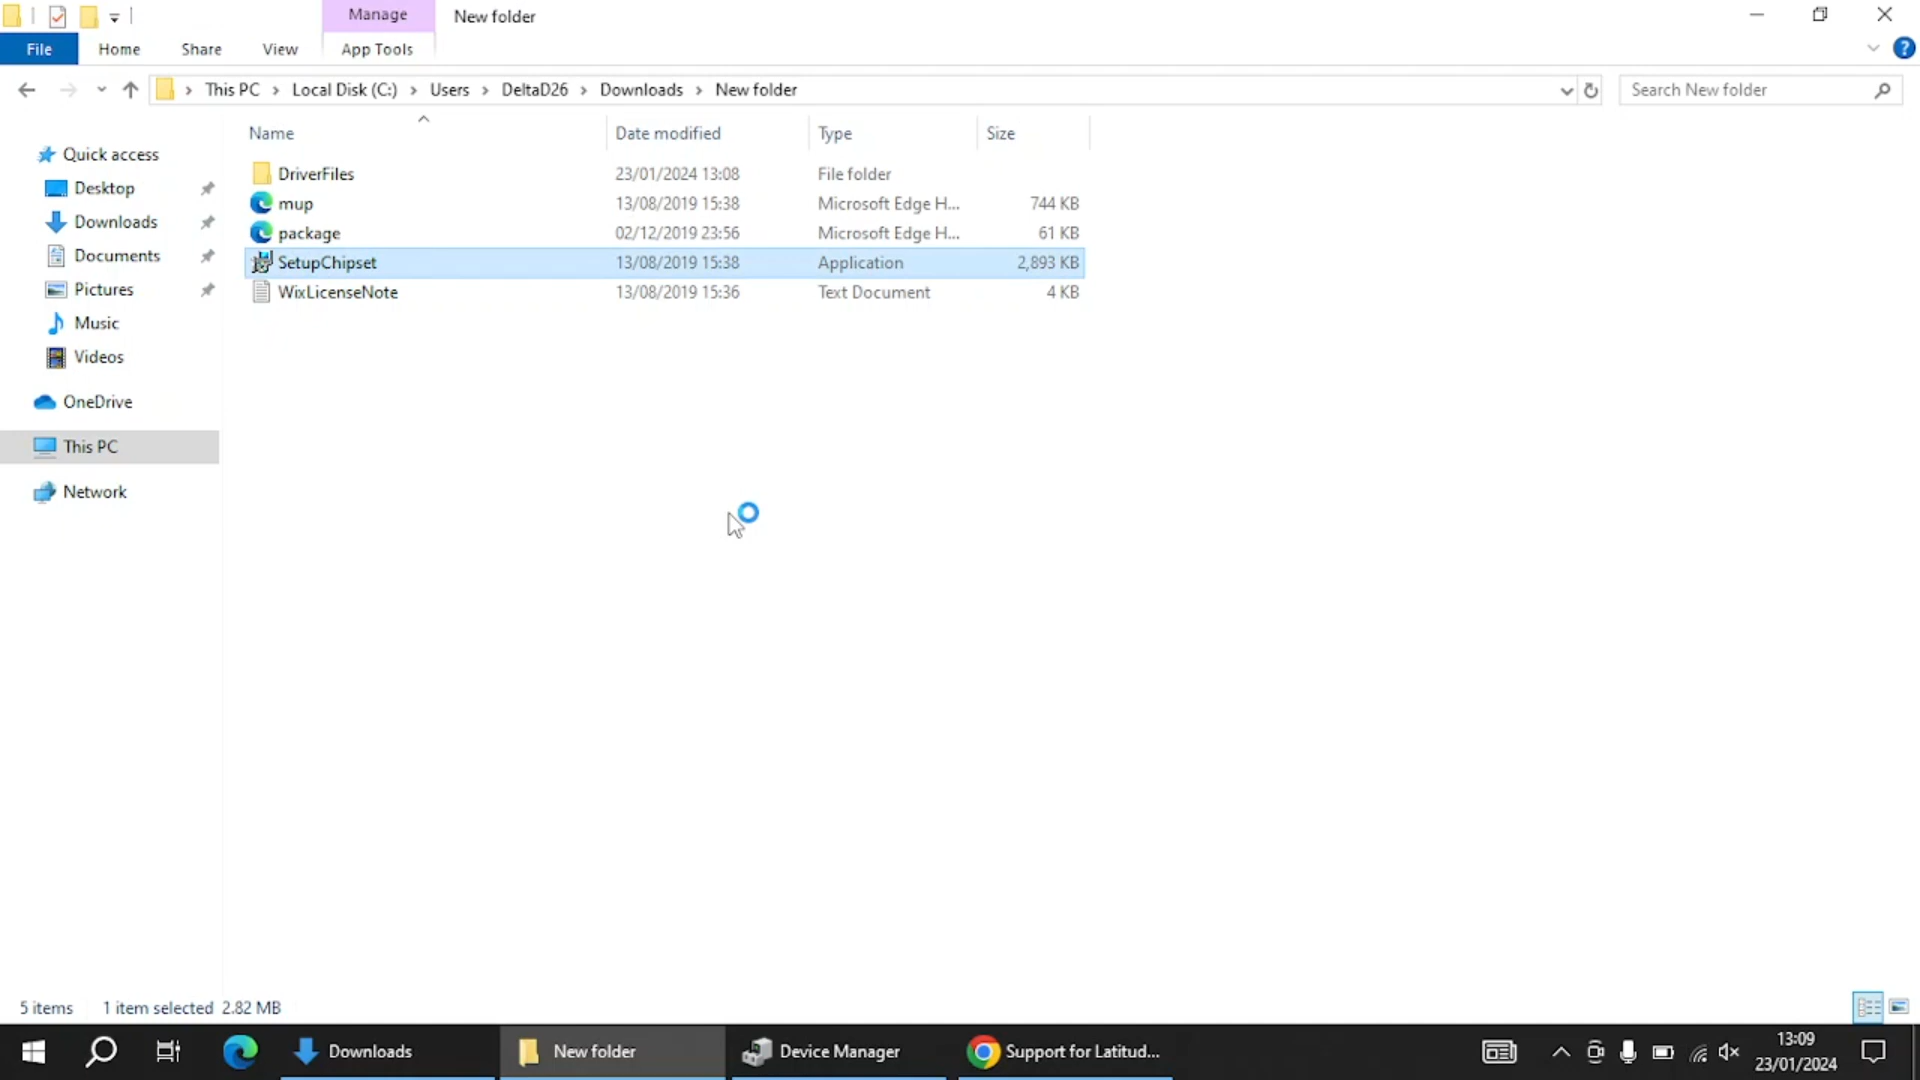 Manage
New folder
File
Home
Share
View
App Tools
This PC > Local Disk (C:) > Users > DeltaD26 > Downloads > New folder
Search New folder
Name
Date modified
Type
Size
Quick access
Desktop
Downloads
Documents
Pictures
Music
Videos
OneDrive
This PC
Network
DriverFiles 23/01/2024 13:08 File folder
mup 13/08/2019 15:38 Microsoft Edge H... 744 KB
package 02/12/2019 23:56 Microsoft Edge H... 61 KB
SetupChipset 13/08/2019 15:38 Application 2,893 KB
WixLicenseNote 13/08/2019 15:36 Text Document 4 KB
5 items 1 item selected 2.82 MB
Downloads
New folder
Device Manager
Support for Latitud...
13:09
23/01/2024